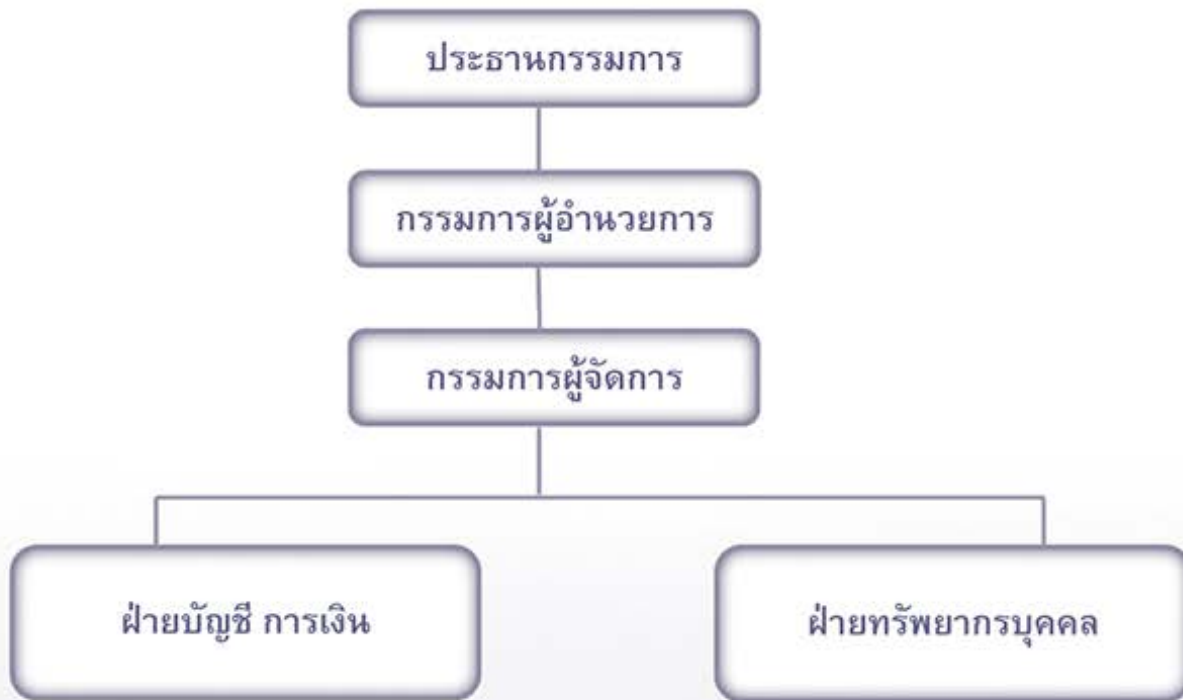 ประธานกรรมการ
กรรมการผู้อำนวยการ
กรรมการผู้จัดการ
ฝ่ายบัญชี การเงิน
ฝ่ายทรัพยากรบุคคล